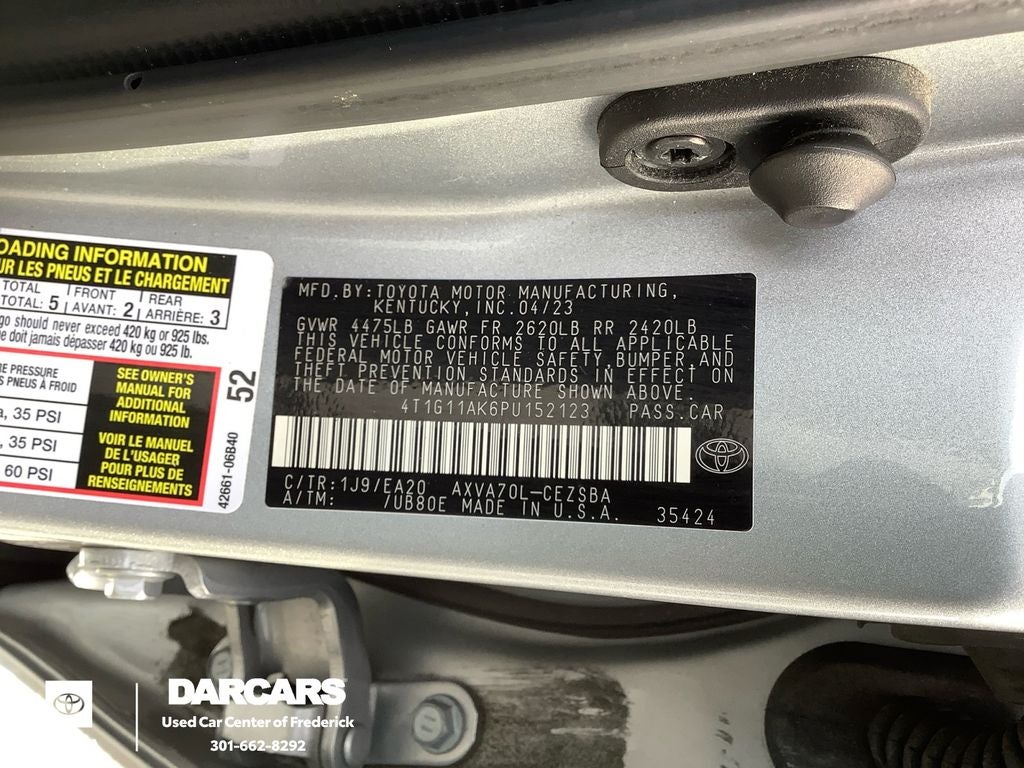 OADING INFORMATION
UR LES PNEUS ET LE CHARGEMENT
TOTAL FRONT REAR
TOTAL: 5 AVANT: 2 ARRIÈRE: 3
go should never exceed 420 kg or 925 lbs.
e doit jamais dépasser 420 kg ou 925 lb.
E PRESSURE
S PNEUS À FROID
a, 35 PSI
, 35 PSI
60 PSI
SEE OWNER'S
MANUAL FOR
ADDITIONAL
INFORMATION
VOIR LE MANUEL
DE L'USAGER
POUR PLUS DE
RENSEIGNEMENTS
52
42661-06B40
MFD.BY:TOYOTA MOTOR MANUFACTURING,
KENTUCKY,INC.04/23
GVWR 4475LB GAWR FR 2620LB RR 2420LB
THIS VEHICLE CONFORMS TO ALL APPLICABLE
FEDERAL MOTOR VEHICLE SAFETY,BUMPER,AND
THEFT PREVENTION STANDARDS IN EFFECT ON
THE DATE OF MANUFACTURE SHOWN ABOVE.
4T1G11AK6PU152123 PASS.CAR
C/TR:1J9/EA20 AXVA70L-CEZSBA
A/TM: /UB80E MADE IN U.S.A. 35424
DARCARS
Used Car Center of Frederick
301-662-8292